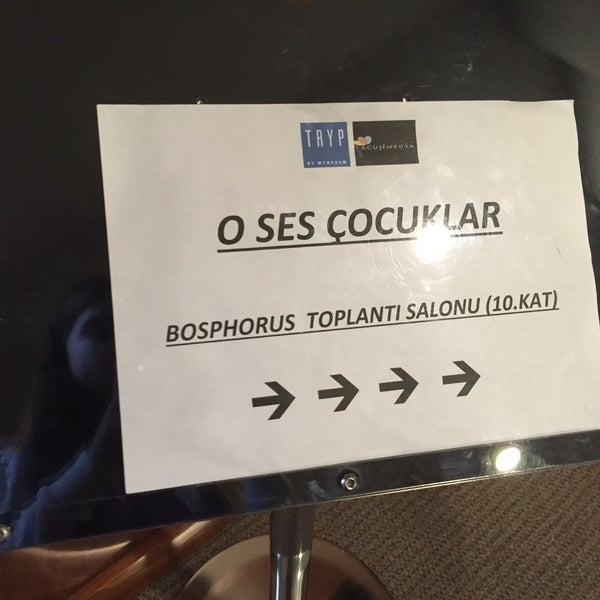 TRYP
BY WYNDHAM
ACUNMEDYA
O SES ÇOCUKLAR
BOSPHORUS TOPLANTI SALONU (10.KAT)